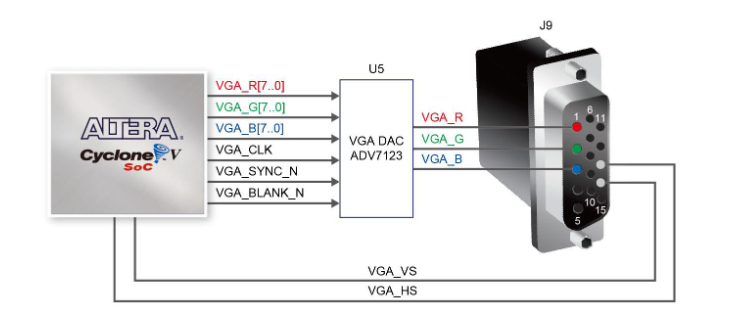 J9
U5
VGA_R[7..0]
VGA_G[7..0]
VGA_B[7..0]
VGA_CLK
VGA_SYNC_N
VGA_BLANK_N
ALTERA.
Cyclone V
SoC
VGA DAC
ADV7123
VGA_R
VGA_G
VGA_B
1
6
11
5
10
15
VGA_VS
VGA_HS